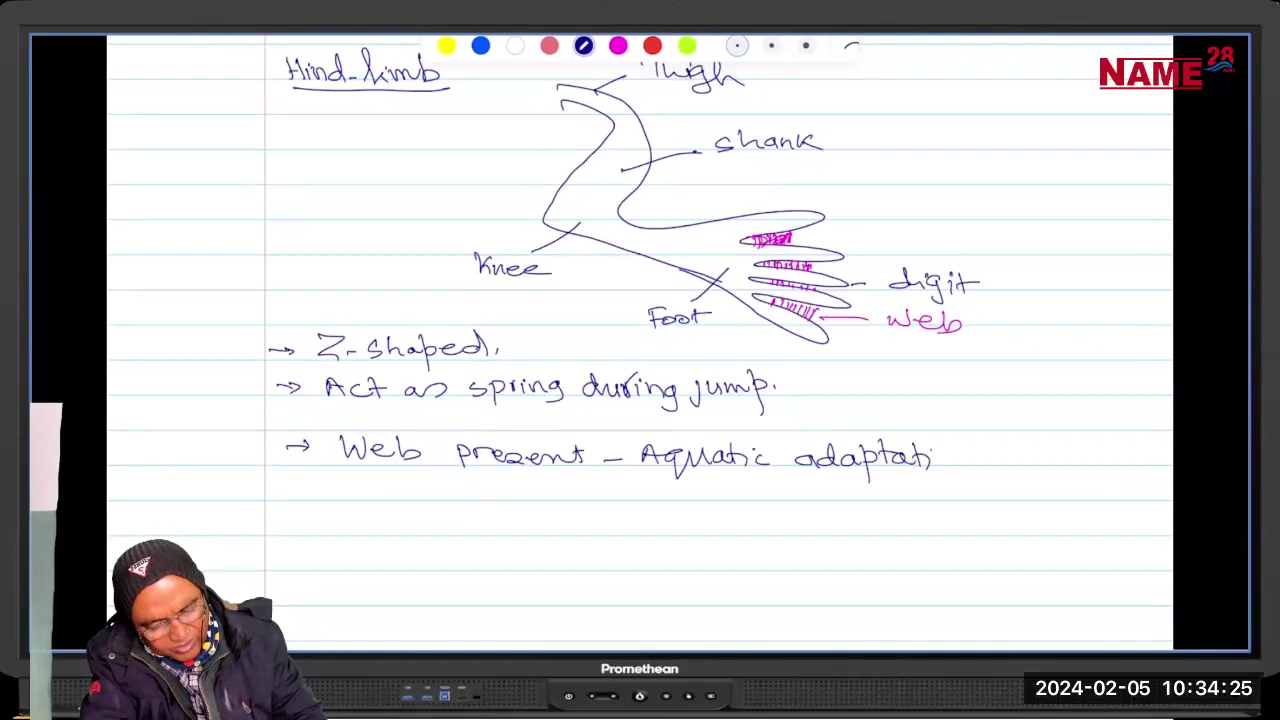 Hind-limb
Thigh
NAME 28
shank
Knee
digit
Foot
Web
→ Z-shaped.
→ Act as spring during jump.
→ Web present - Aquatic adaptati
Promethean
2024-02-05 10:34:25